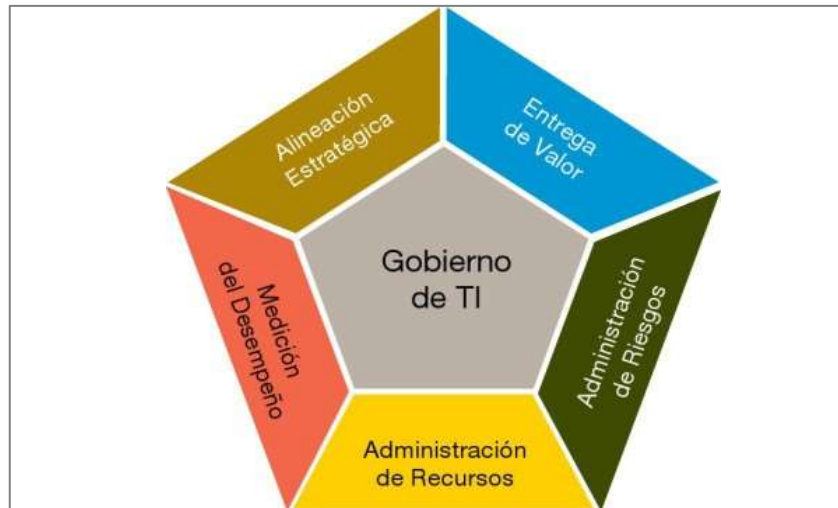 Alineación
Estratégica
Entrega
de Valor
Gobierno
de TI
Medición
del Desempeño
Administración
de Riesgos
Administración
de Recursos